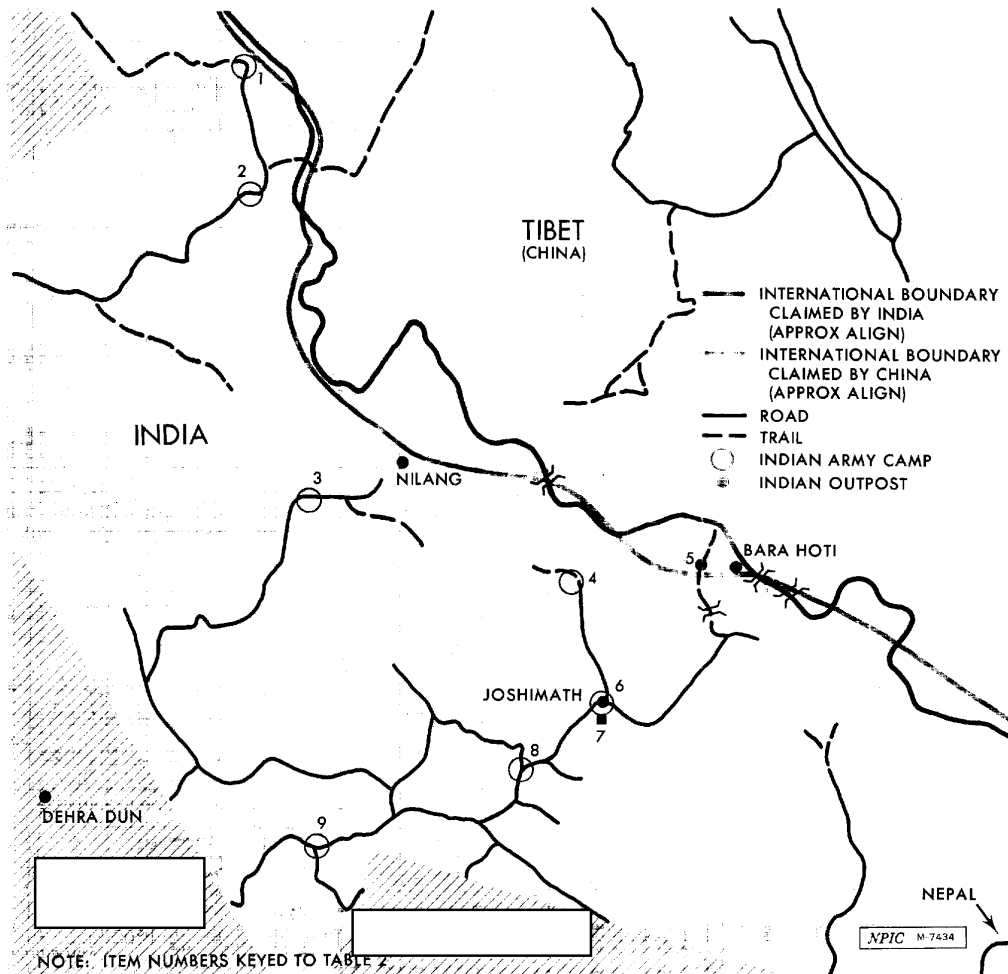 1
2
TIBET
(CHINA)
INTERNATIONAL BOUNDARY
CLAIMED BY INDIA
(APPROX ALIGN)
INTERNATIONAL BOUNDARY
CLAIMED BY CHINA
(APPROX ALIGN)
ROAD
TRAIL
INDIAN ARMY CAMP
INDIAN OUTPOST
INDIA
NILANG
3
BARA HOTI
5
4
JOSHIMATH
6
7
8
DEHRA DUN
9
NEPAL
NPIC M-7434
NOTE: ITEM NUMBERS KEYED TO TABLE 2